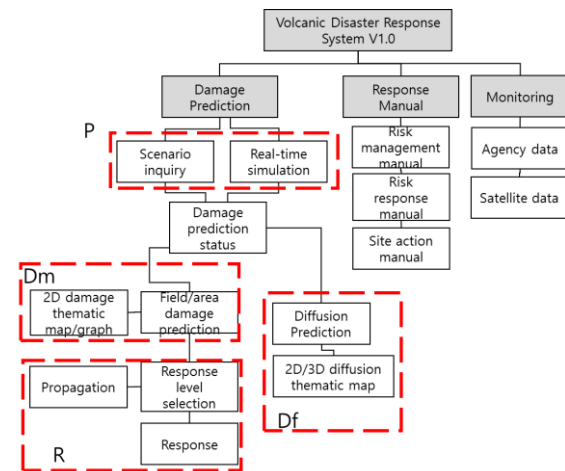 Volcanic Disaster Response
System V1.0
Damage
Prediction
Response
Manual
Monitoring
P
Scenario
inquiry
Real-time
simulation
Risk
management
manual
Agency data
Risk
response
manual
Satellite data
Damage
prediction
status
Site action
manual
Dm
2D damage
thematic
map/graph
Field/area
damage
prediction
Diffusion
Prediction
2D/3D diffusion
thematic map
Df
Propagation
Response
level
selection
Response
R